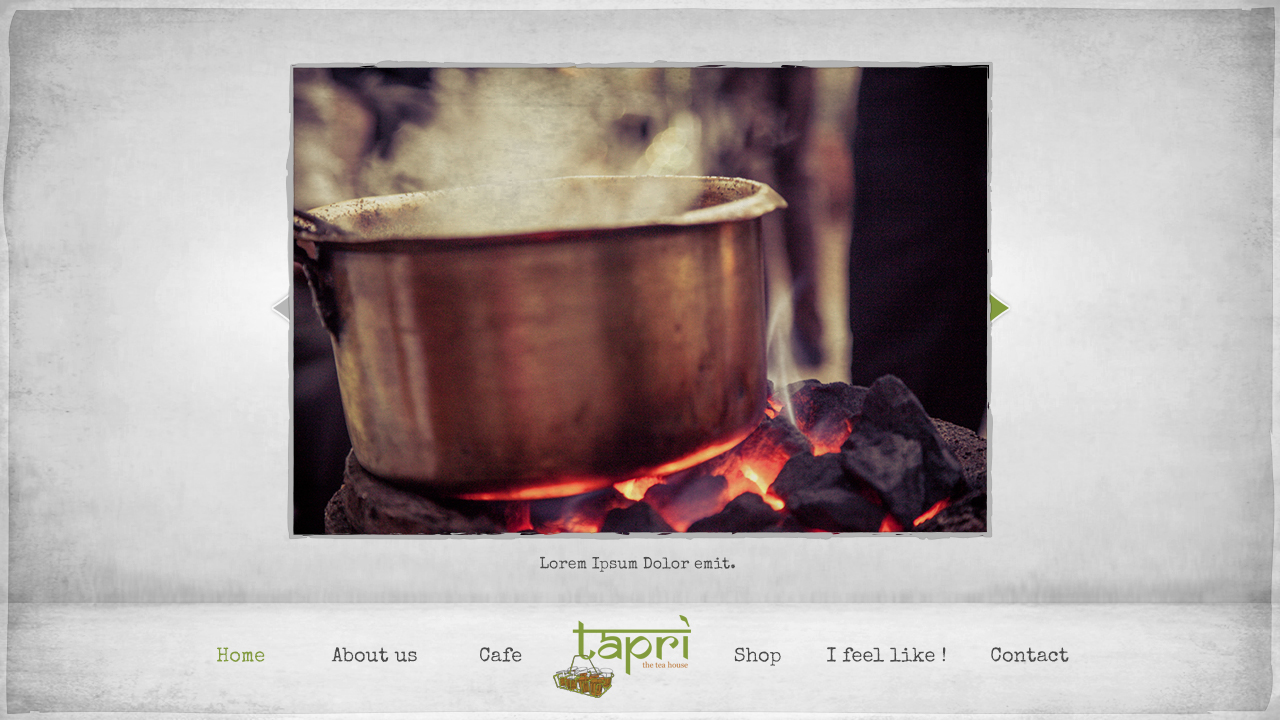 Lorem Ipsum Dolor emit.
Home
About us
Cafe
tapri
the tea house
Shop
I feel like !
Contact